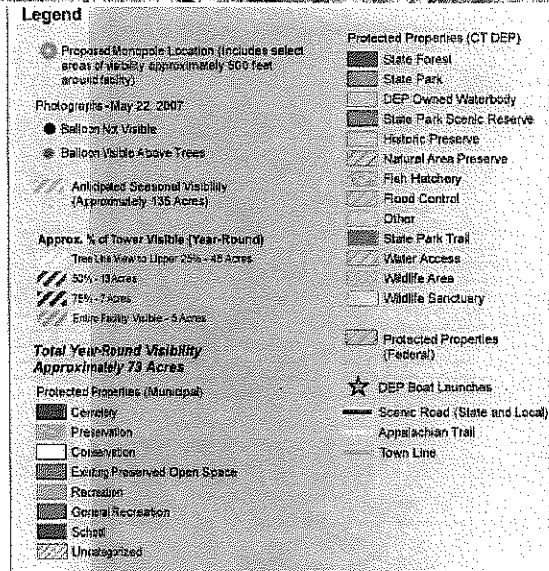 Legend
Proposed Monopole Location (Includes select
areas of visibility approximately 500 feet
around facility)
Photographs - May 22, 2007
Balloon Not Visible
Balloon Visible Above Trees
Anticipated Seasonal Visibility
(Approximately 135 Acres)
Approx. % of Tower Visible (Year-Round)
Tree Line View to Upper 25% - 48 Acres
50% - 13 Acres
75% - 7 Acres
Entire Facility Visible - 5 Acres
Total Year-Round Visibility
Approximately 73 Acres
Protected Properties (Municipal)
Cemetery
Preservation
Conservation
Existing Preserved Open Space
Recreation
General Recreation
School
Uncategorized
Protected Properties (CT DEP)
State Forest
State Park
DEP Owned Waterbody
State Park Scenic Reserve
Historic Preserve
Natural Area Preserve
Fish Hatchery
Flood Control
Other
State Park Trail
Water Access
Wildlife Area
Wildlife Sanctuary
Protected Properties
(Federal)
DEP Boat Launches
Scenic Road (State and Local)
Appalachian Trail
Town Line